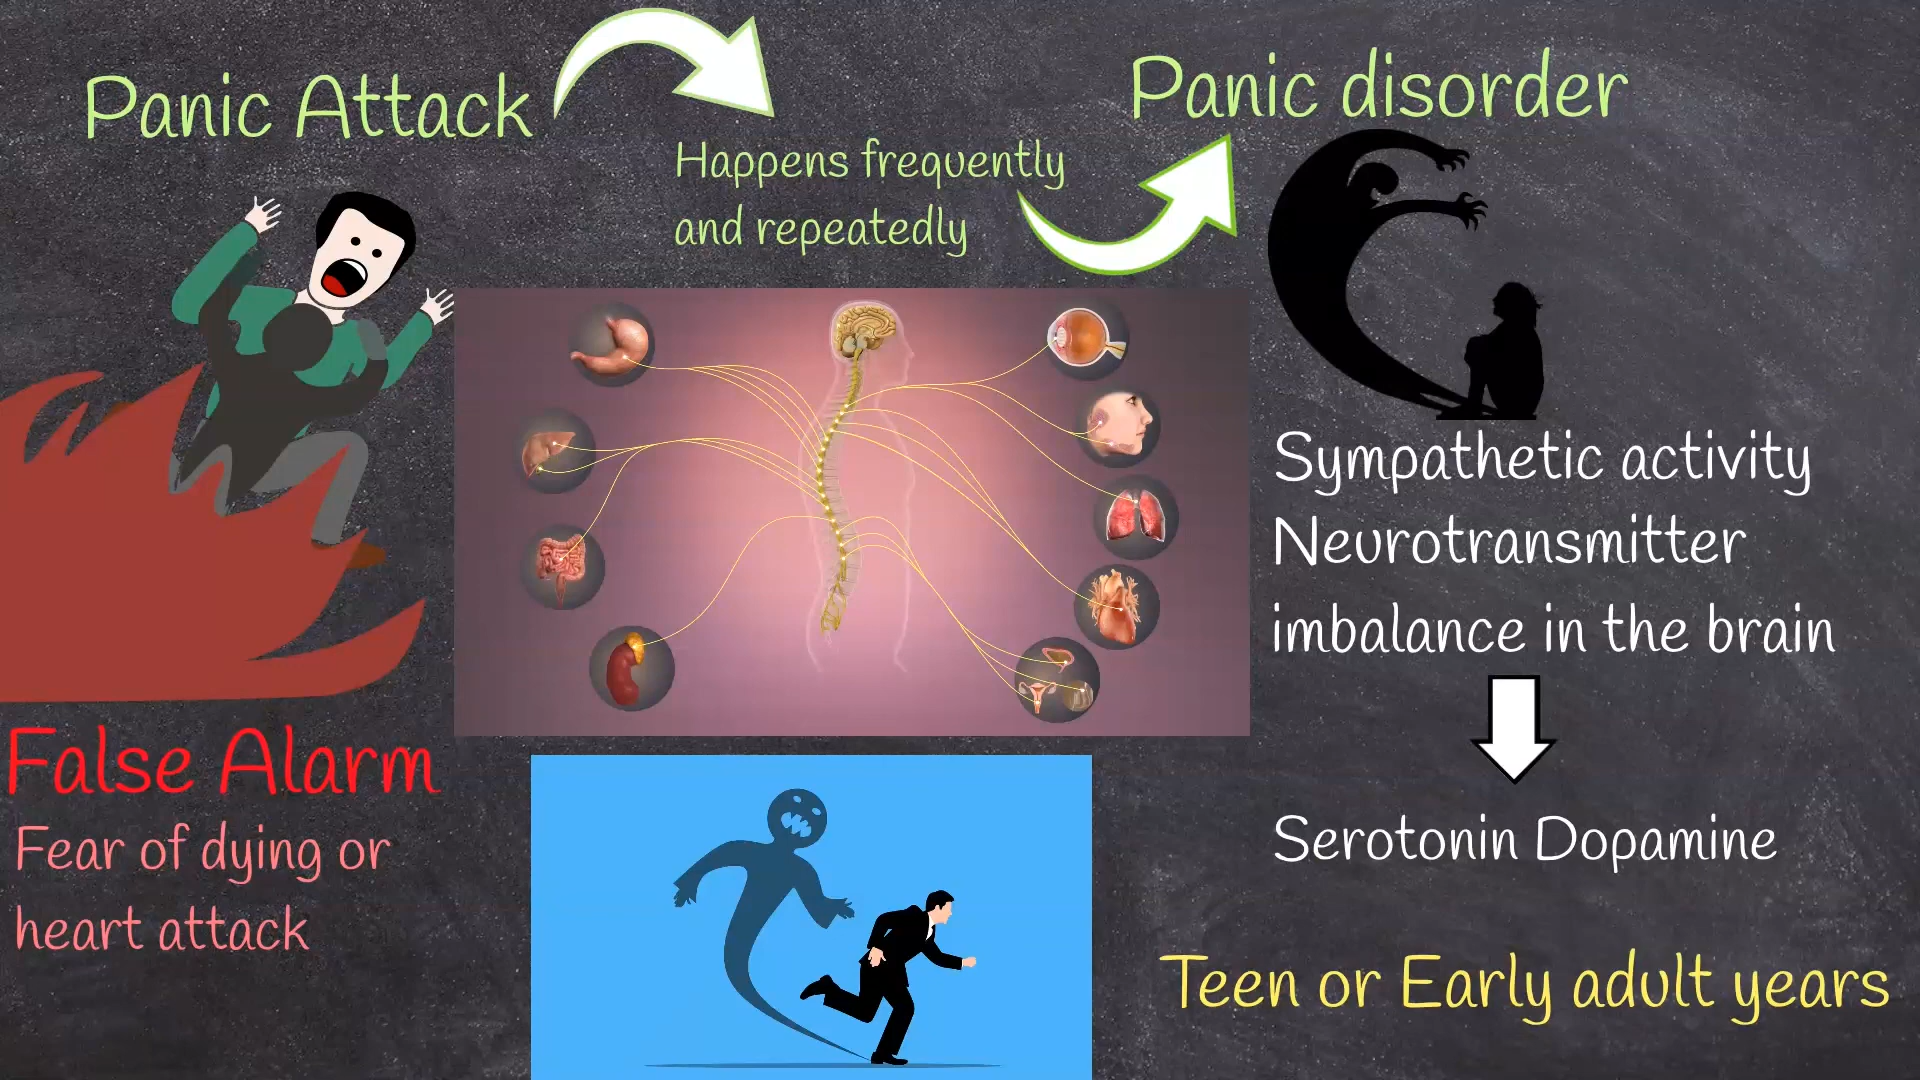 Panic Attack
Happens frequently
and repeatedly
Panic disorder
Sympathetic activity
Neurotransmitter
imbalance in the brain
Serotonin Dopamine
False Alarm
Fear of dying or
heart attack
Teen or Early adult years